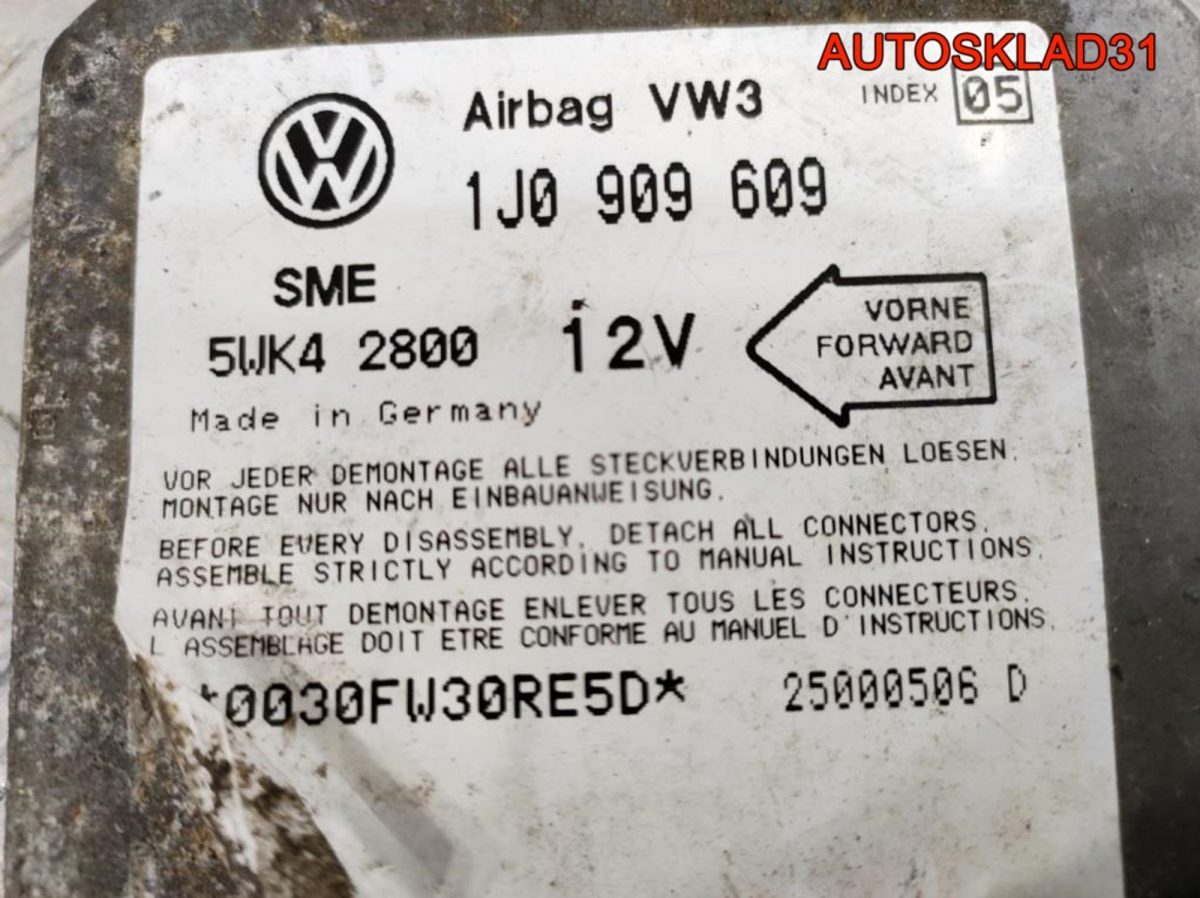 AUTOSKLAD31
Airbag VW3
INDEX 05
1J0 909 609
SME
5WK4 2800
12V
VORNE
FORWARD
AVANT
Made in Germany
VOR JEDER DEMONTAGE ALLE STECKVERBINDUNGEN LOESEN.
MONTAGE NUR NACH EINBAUANWEISUNG.
BEFORE EVERY DISASSEMBLY, DETACH ALL CONNECTORS.
ASSEMBLE STRICTLY ACCORDING TO MANUAL INSTRUCTIONS.
AVANT TOUT DEMONTAGE ENLEVER TOUS LES CONNECTEURS.
L'ASSEMBLAGE DOIT ETRE CONFORME AU MANUEL D'INSTRUCTIONS.
*0030FW30RE5D* 25000506 D